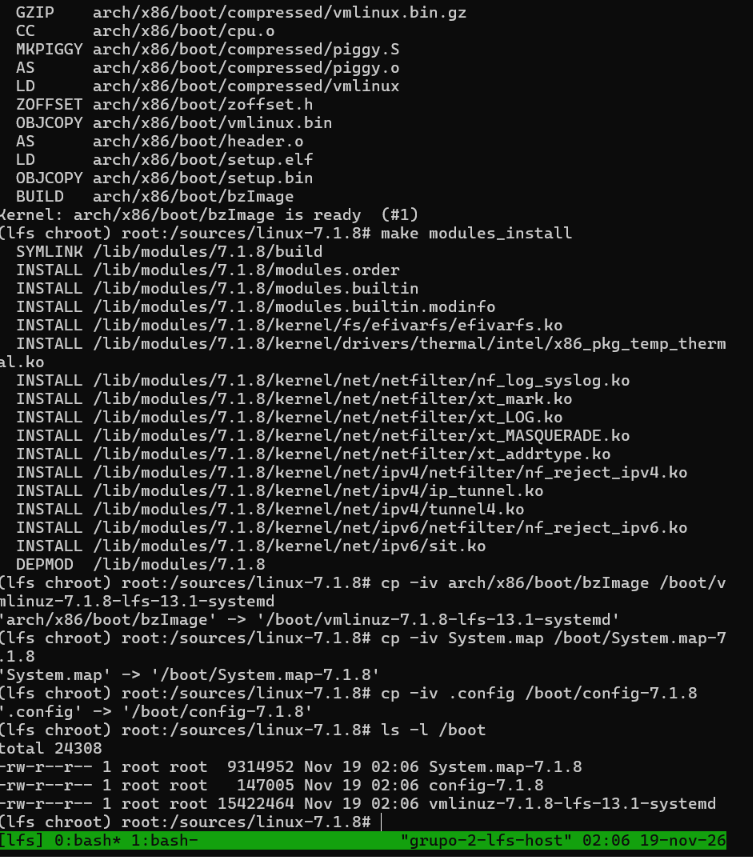 GZIP    arch/x86/boot/compressed/vmlinux.bin.gz
CC      arch/x86/boot/cpu.o
MKPIGGY arch/x86/boot/compressed/piggy.S
AS      arch/x86/boot/compressed/piggy.o
LD      arch/x86/boot/compressed/vmlinux
ZOFFSET arch/x86/boot/zoffset.h
OBJCOPY arch/x86/boot/vmlinux.bin
AS      arch/x86/boot/header.o
LD      arch/x86/boot/setup.elf
OBJCOPY arch/x86/boot/setup.bin
BUILD   arch/x86/boot/bzImage
Kernel: arch/x86/boot/bzImage is ready  (#1)
(lfs chroot) root:/sources/linux-7.1.8# make modules_install
SYMLINK /lib/modules/7.1.8/build
INSTALL /lib/modules/7.1.8/modules.order
INSTALL /lib/modules/7.1.8/modules.builtin
INSTALL /lib/modules/7.1.8/modules.builtin.modinfo
INSTALL /lib/modules/7.1.8/kernel/fs/efivarfs/efivarfs.ko
INSTALL /lib/modules/7.1.8/kernel/drivers/thermal/intel/x86_pkg_temp_therm
al.ko
INSTALL /lib/modules/7.1.8/kernel/net/netfilter/nf_log_syslog.ko
INSTALL /lib/modules/7.1.8/kernel/net/netfilter/xt_mark.ko
INSTALL /lib/modules/7.1.8/kernel/net/netfilter/xt_LOG.ko
INSTALL /lib/modules/7.1.8/kernel/net/netfilter/xt_MASQUERADE.ko
INSTALL /lib/modules/7.1.8/kernel/net/netfilter/xt_addrtype.ko
INSTALL /lib/modules/7.1.8/kernel/net/ipv4/netfilter/nf_reject_ipv4.ko
INSTALL /lib/modules/7.1.8/kernel/net/ipv4/ip_tunnel.ko
INSTALL /lib/modules/7.1.8/kernel/net/ipv4/tunnel4.ko
INSTALL /lib/modules/7.1.8/kernel/net/ipv6/netfilter/nf_reject_ipv6.ko
INSTALL /lib/modules/7.1.8/kernel/net/ipv6/sit.ko
DEPMOD  /lib/modules/7.1.8
(lfs chroot) root:/sources/linux-7.1.8# cp -iv arch/x86/boot/bzImage /boot/v
mlinuz-7.1.8-lfs-13.1-systemd
'arch/x86/boot/bzImage' -> '/boot/vmlinuz-7.1.8-lfs-13.1-systemd'
(lfs chroot) root:/sources/linux-7.1.8# cp -iv System.map /boot/System.map-7
.1.8
'System.map' -> '/boot/System.map-7.1.8'
(lfs chroot) root:/sources/linux-7.1.8# cp -iv .config /boot/config-7.1.8
'.config' -> '/boot/config-7.1.8'
(lfs chroot) root:/sources/linux-7.1.8# ls -l /boot
total 24308
-rw-r--r-- 1 root root  9314952 Nov 19 02:06 System.map-7.1.8
-rw-r--r-- 1 root root   147005 Nov 19 02:06 config-7.1.8
-rw-r--r-- 1 root root 15422464 Nov 19 02:06 vmlinuz-7.1.8-lfs-13.1-systemd
(lfs chroot) root:/sources/linux-7.1.8#
[lfs] 0:bash* 1:bash-                     "grupo-2-lfs-host" 02:06 19-nov-26